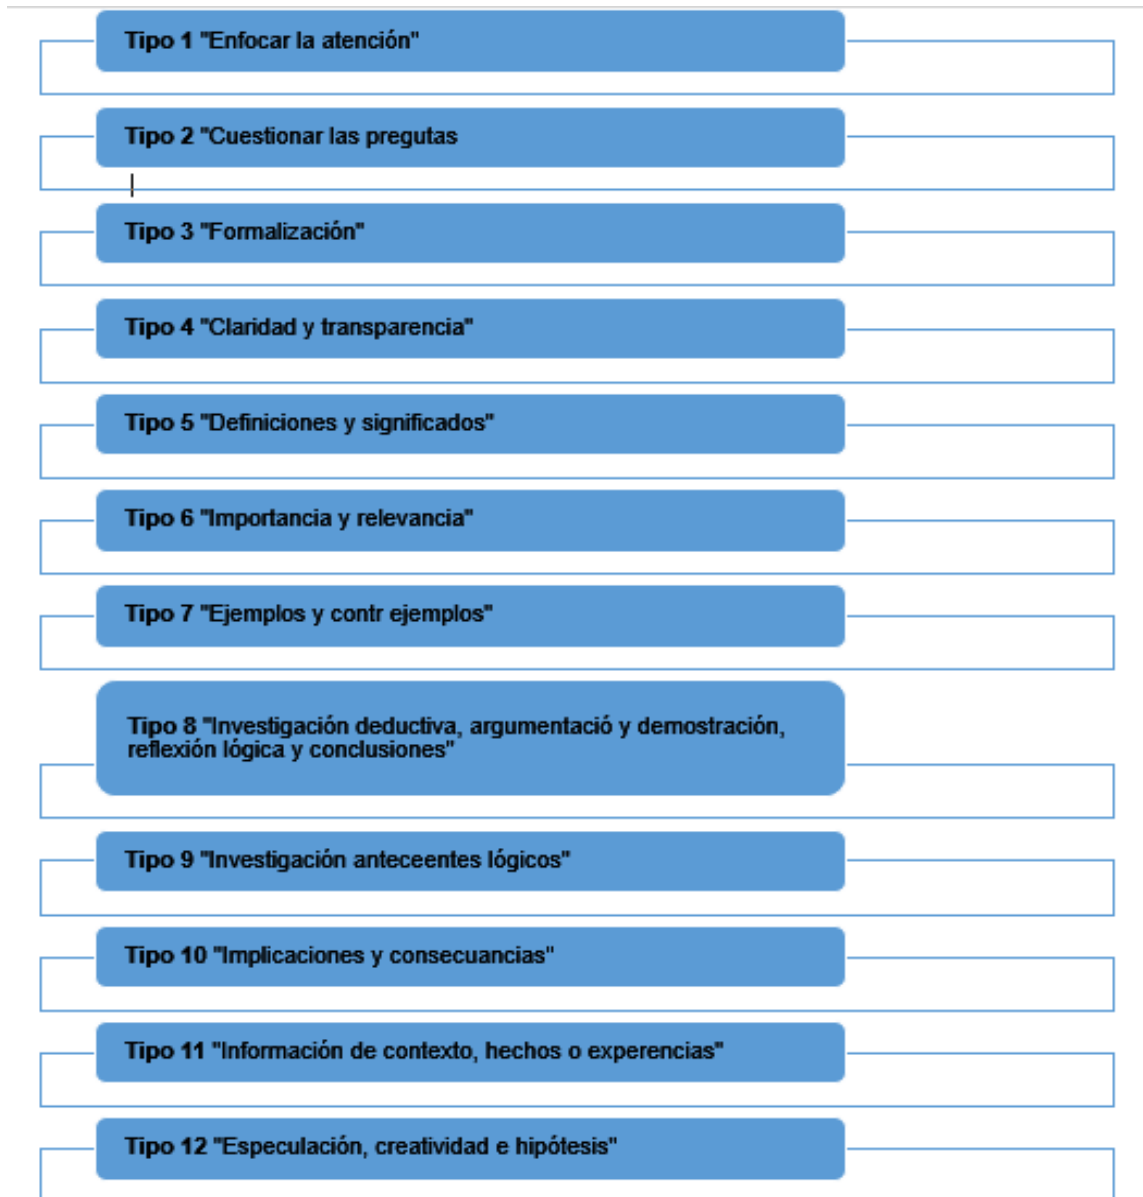 Tipo 1 "Enfocar la atención"
Tipo 2 "Cuestionar las pregutas
Tipo 3 "Formalización"
Tipo 4 "Claridad y transparencia"
Tipo 5 "Definiciones y significados"
Tipo 6 "Importancia y relevancia"
Tipo 7 "Ejemplos y contr ejemplos"
Tipo 8 "Investigación deductiva, argumentació y demostración,
reflexión lógica y conclusiones"
Tipo 9 "Investigación anteceentes lógicos"
Tipo 10 "Implicaciones y consecuancias"
Tipo 11 "Información de contexto, hechos o experencias"
Tipo 12 "Especulación, creatividad e hipótesis"